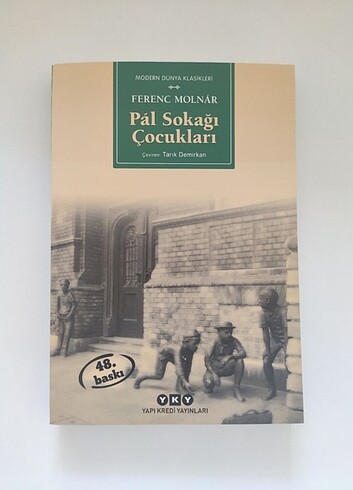 MODERN DÜNYA KLASİKLERİ
FERENC MOLNÁR
Pál Sokağı
Çocukları
Çeviren: Tarık Demirkan
48.
baskı
YKY
YAPI KREDİ YAYINLARI